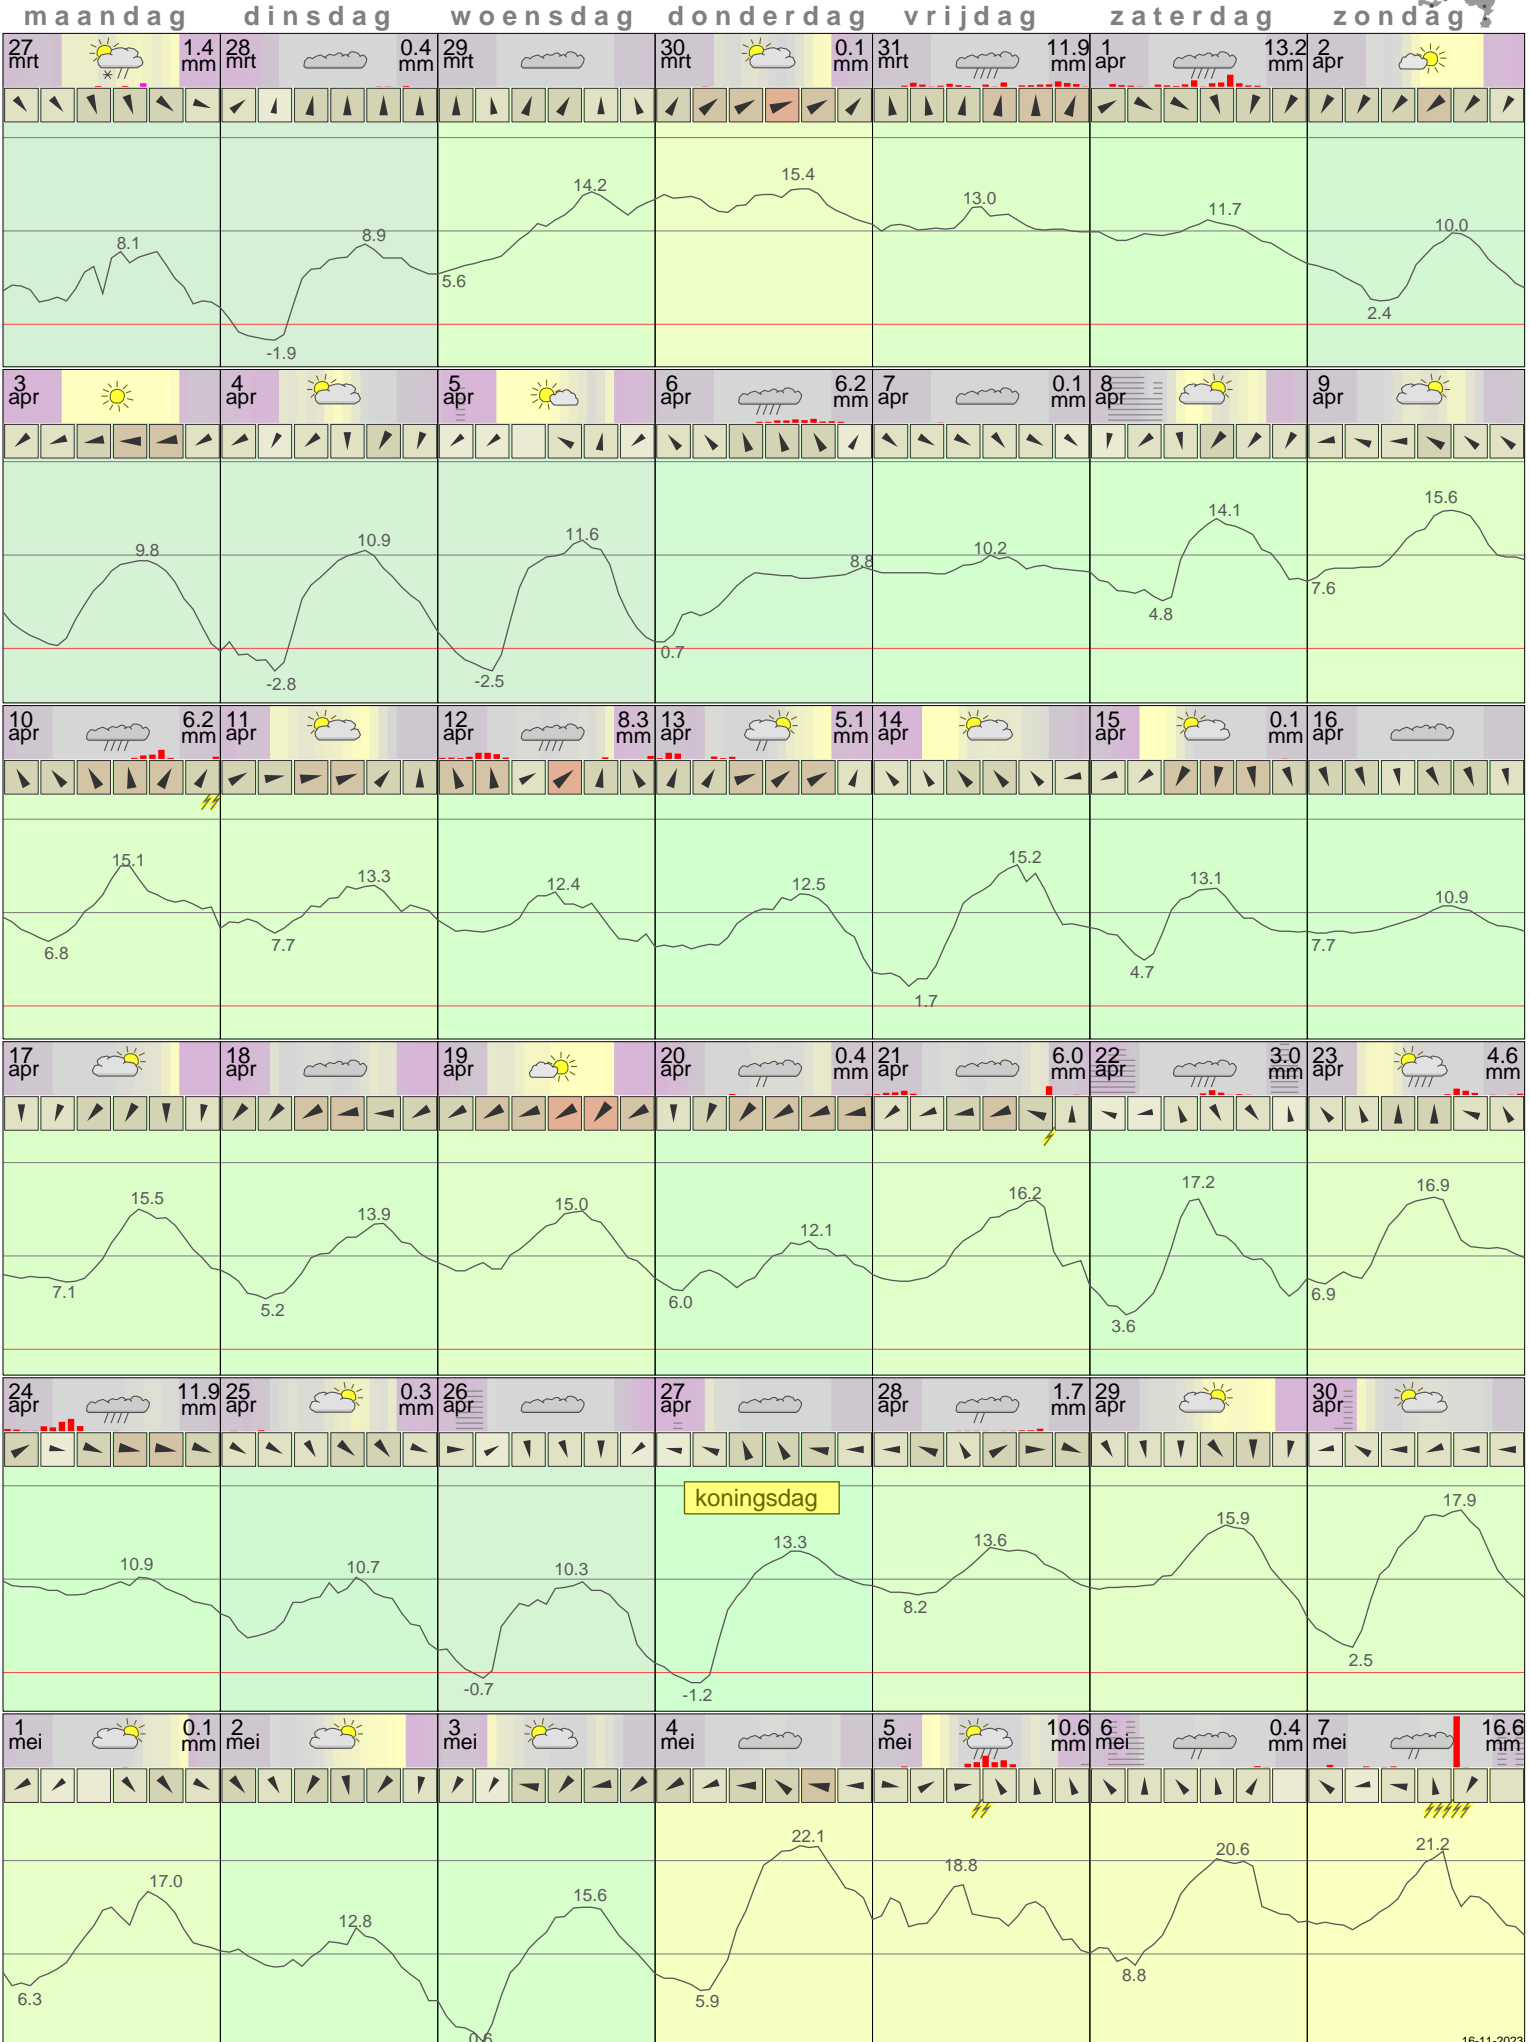 maandag dinsdag woensdag donderdag vrijdag zaterdag zondag
27 mrt 1.4 mm 28 mrt 0.4 mm 29 mrt 30 mrt 0.1 mm 31 mrt 11.9 mm 1 apr 13.2 mm 2 apr
8.1 -1.9 8.9 5.6 14.2 15.4 13.0 11.7 2.4 10.0
3 apr 4 apr 5 apr 6 apr 6.2 mm 7 apr 0.1 mm 8 apr 9 apr
9.8 -2.8 10.9 -2.5 11.6 0.7 8.8 10.2 4.8 14.1 7.6 15.6
10 apr 6.2 mm 11 apr 12 apr 8.3 mm 13 apr 5.1 mm 14 apr 15 apr 0.1 mm 16 apr
6.8 15.1 7.7 13.3 12.4 12.5 1.7 15.2 4.7 13.1 7.7 10.9
17 apr 18 apr 19 apr 20 apr 0.4 mm 21 apr 6.0 mm 22 apr 3.0 mm 23 apr 4.6 mm
7.1 15.5 5.2 13.9 15.0 6.0 12.1 16.2 3.6 17.2 6.9 16.9
24 apr 11.9 mm 25 apr 0.3 mm 26 apr 27 apr 28 apr 1.7 mm 29 apr 30 apr
koningsdag
10.9 10.7 -0.7 10.3 -1.2 13.3 8.2 13.6 15.9 2.5 17.9
1 mei 0.1 mm 2 mei 3 mei 4 mei 5 mei 10.6 mm 6 mei 0.4 mm 7 mei 16.6 mm
6.3 17.0 12.8 0.6 15.6 5.9 22.1 18.8 8.8 20.6 21.2
16-11-2023